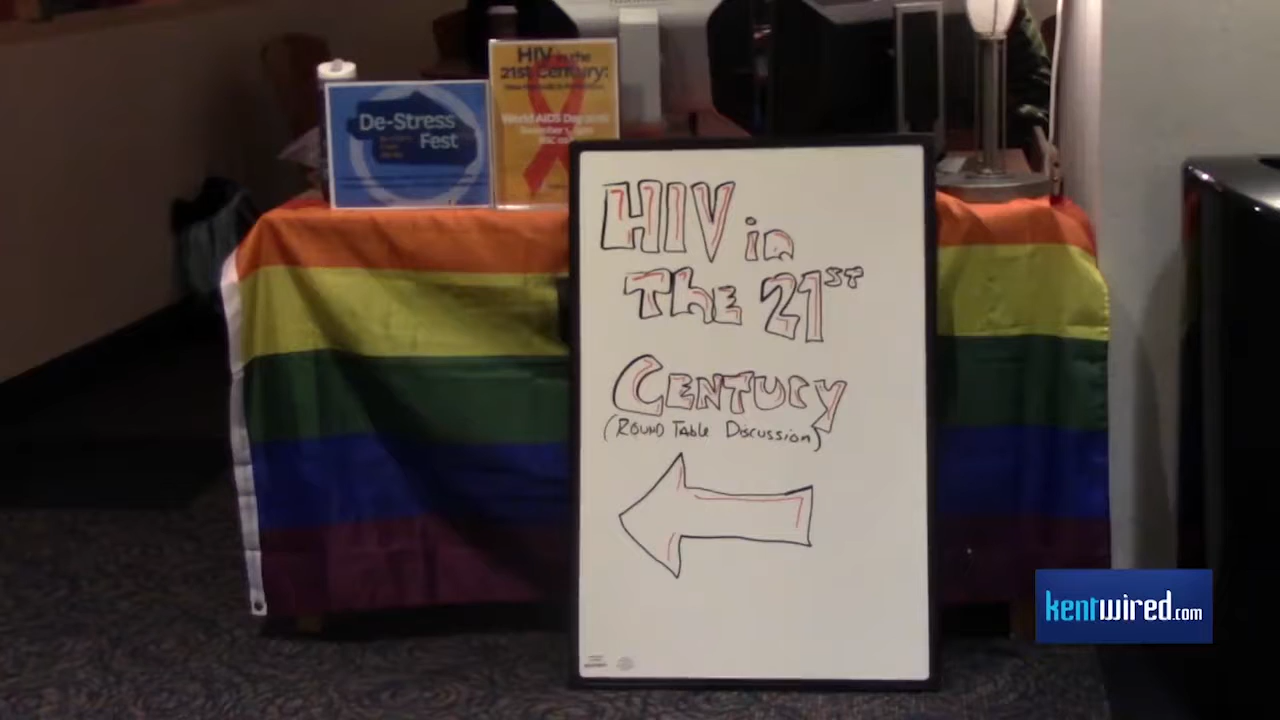 De-Stress
Fest
HIV in the
21st Century:
World AIDS Day
HIV in
The 21ST
Century
(Round Table Discussion)
kentwired.com